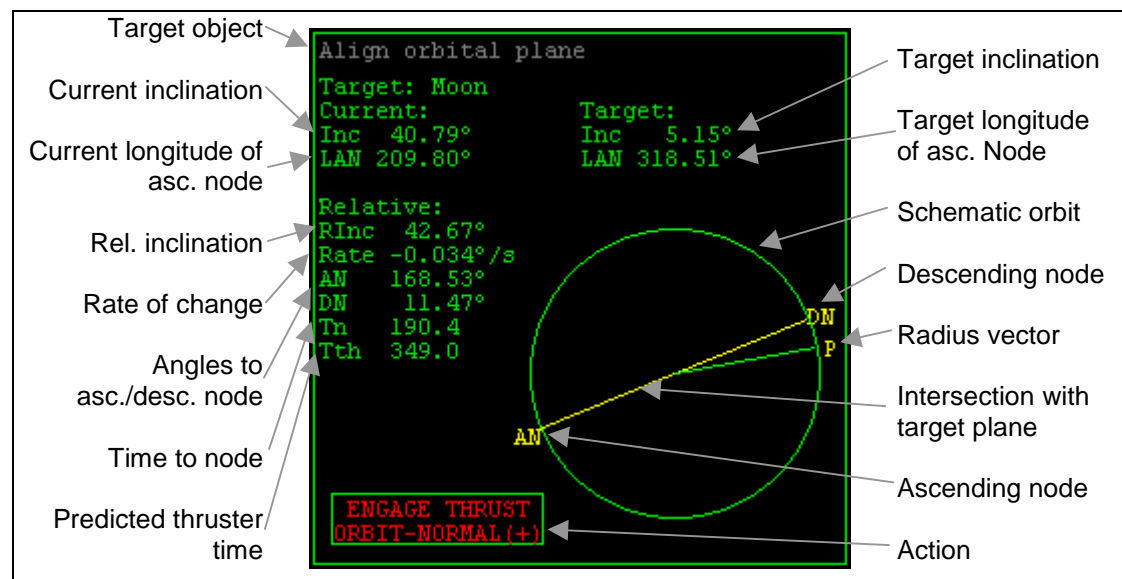 Target object
Current inclination
Current longitude of
asc. node
Rel. inclination
Rate of change
Angles to
asc./desc. node
Time to node
Predicted thruster
time
Align orbital plane
Target: Moon
Current: Target:
Inc 40.79° Inc 5.15°
LAN 209.80° LAN 318.51°
Relative:
RInc 42.67°
Rate -0.034°/s
AN 168.53°
DN 11.47°
Tn 190.4
Tth 349.0
DN
P
AN
ENGAGE THRUST
ORBIT-NORMAL(+)
Target inclination
Target longitude
of asc. Node
Schematic orbit
Descending node
Radius vector
Intersection with
target plane
Ascending node
Action